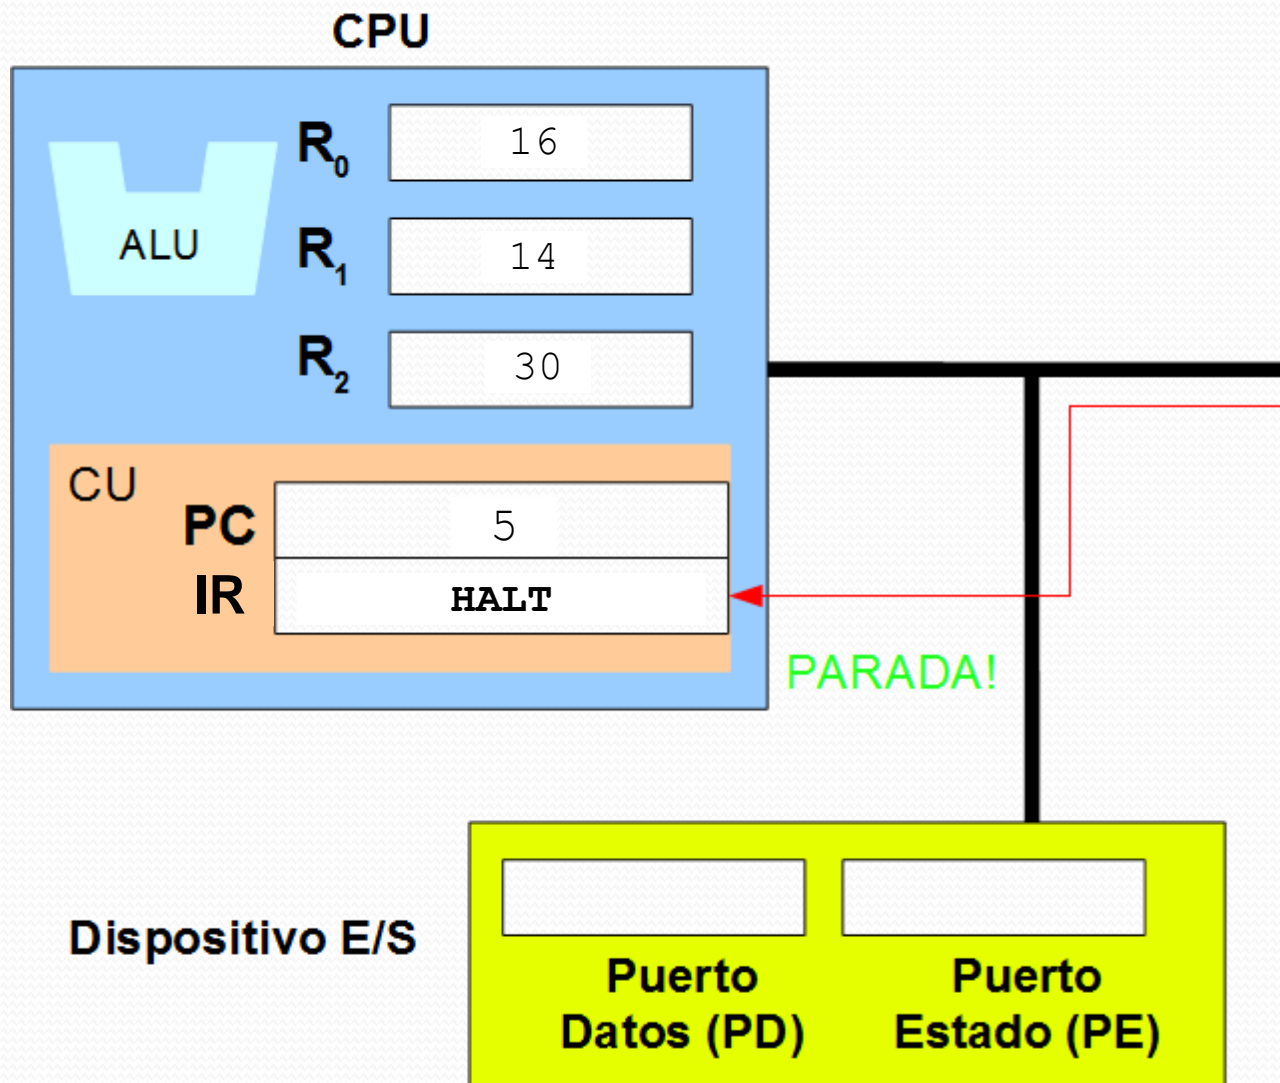 CPU
R0 16
ALU
R1 14
R2 30
CU
PC 5
IR HALT
PARADA!
Dispositivo E/S
Puerto Datos (PD)
Puerto Estado (PE)